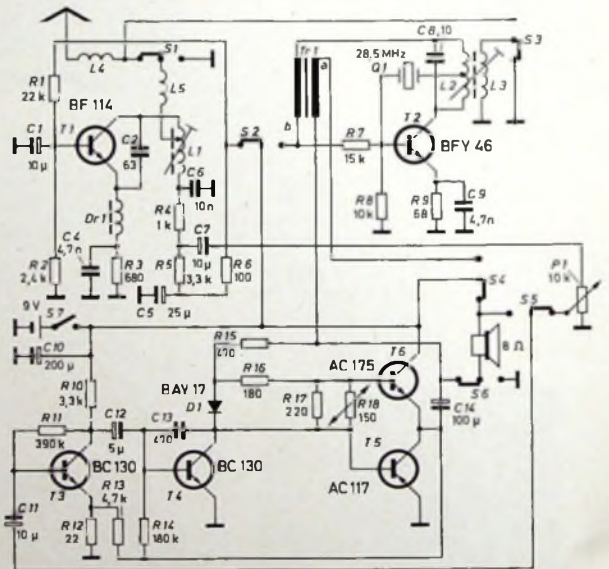 S1
L4
L5
R1
22 k
BF 114
C1
10 µ
T1
C2
63
L1
C6
10n
Dr1
R4
1 k
C7
10 µ
C4
4,7n
R2
2,4 k
R3
680
R5
3,3 k
R6
100
C5
25 µ
S2
Tr1
a
b
C8,10
28,5 MHz
Q1
L2
L3
S3
T2
BFY 46
R7
15 k
R8
10 k
R9
68
C9
4,7n
S4
S5
P1
10 k
8 Ω
S6
9 V
S7
C10
200 µ
R10
3,3 k
R11
390 k
C12
5 µ
C13
470
BAY 17
D1
R15
470
R16
180
R17
220
R18
150
AC 175
T6
T5
AC 117
C14
100 µ
BC 130
T3
C11
10 µ
R12
22
R13
4,7 k
T4
BC 130
R14
180 k